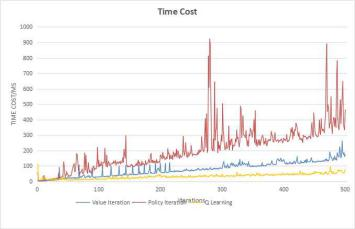 Time Cost
1000
900
800
700
600
500
400
300
200
100
0
TIME COST/MS
0 100 200 300 400 500
Iterations
Value Iteration Policy Iteration Q Learning